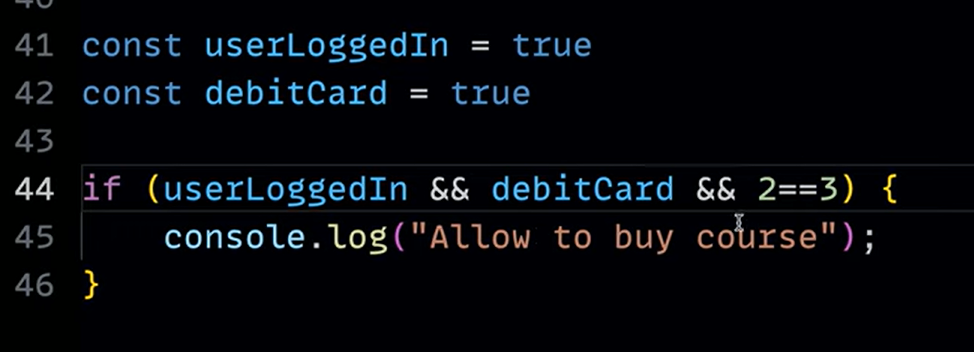 41 const userLoggedIn = true
42 const debitCard = true
43
44 if (userLoggedIn && debitCard && 2==3) {
45     console.log("Allow to buy course");
46 }